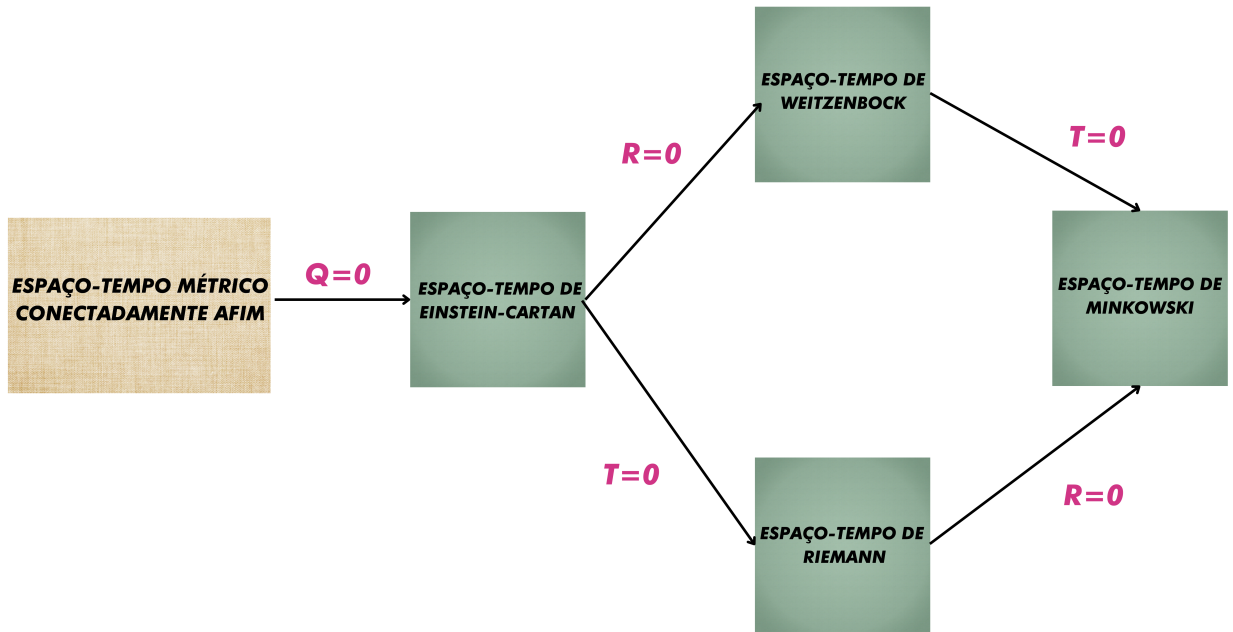 ESPAÇO-TEMPO MÉTRICO
CONECTADAMENTE AFIM
Q=0
ESPAÇO-TEMPO DE
EINSTEIN-CARTAN
R=0
ESPAÇO-TEMPO DE
WEITZENBOCK
T=0
T=0
ESPAÇO-TEMPO DE
RIEMANN
R=0
ESPAÇO-TEMPO DE
MINKOWSKI